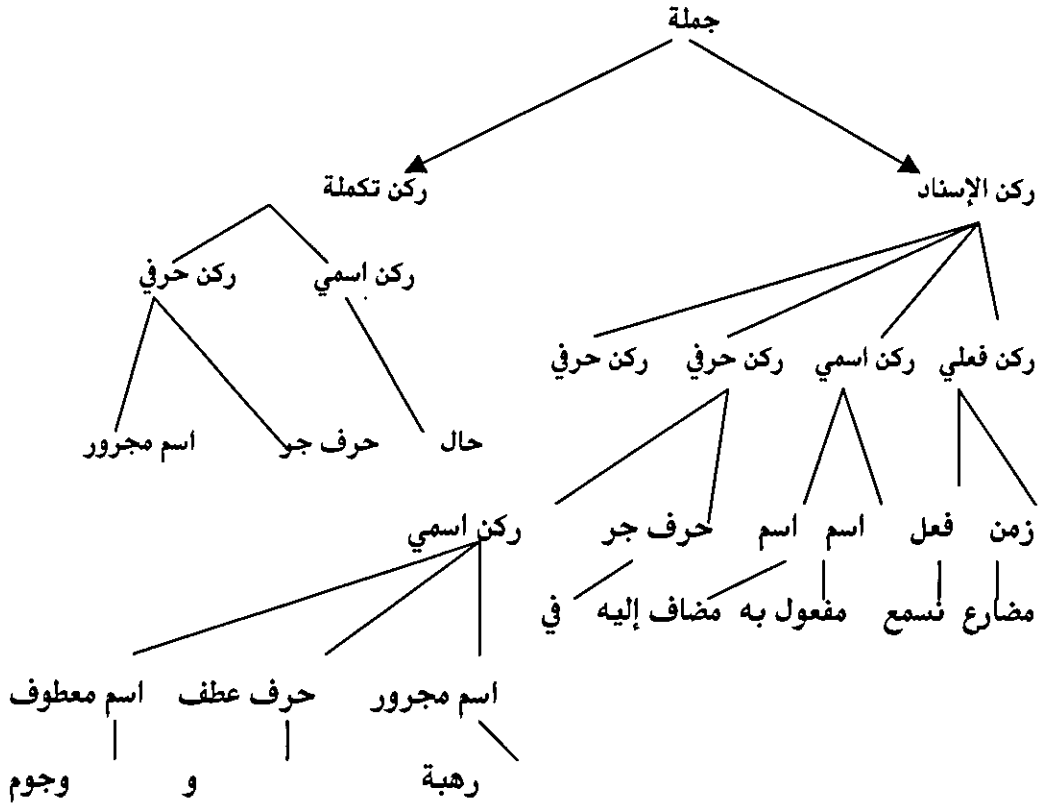 جملة
ركن الإسناد ركن تكملة
ركن اسمي ركن حرفي
ركن فعلي ركن اسمي ركن حرفي ركن حرفي
حال حرف جر اسم مجرور
زمن فعل اسم اسم حرف جر ركن اسمي
مضارع نسمع مفعول به مضاف إليه في
اسم مجرور حرف عطف اسم معطوف
رهبة و وجوم